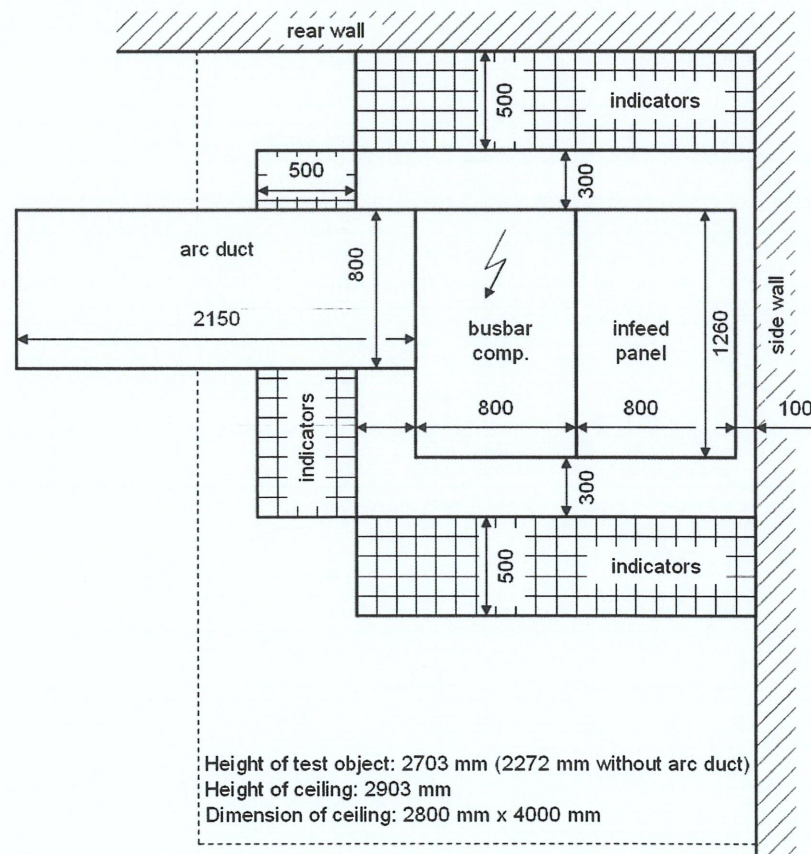 rear wall
500
indicators
500
300
arc duct
800
2150
busbar
comp.
infeed
panel
1260
side wall
800
800
100
indicators
300
500
indicators
Height of test object: 2703 mm (2272 mm without arc duct)
Height of ceiling: 2903 mm
Dimension of ceiling: 2800 mm x 4000 mm